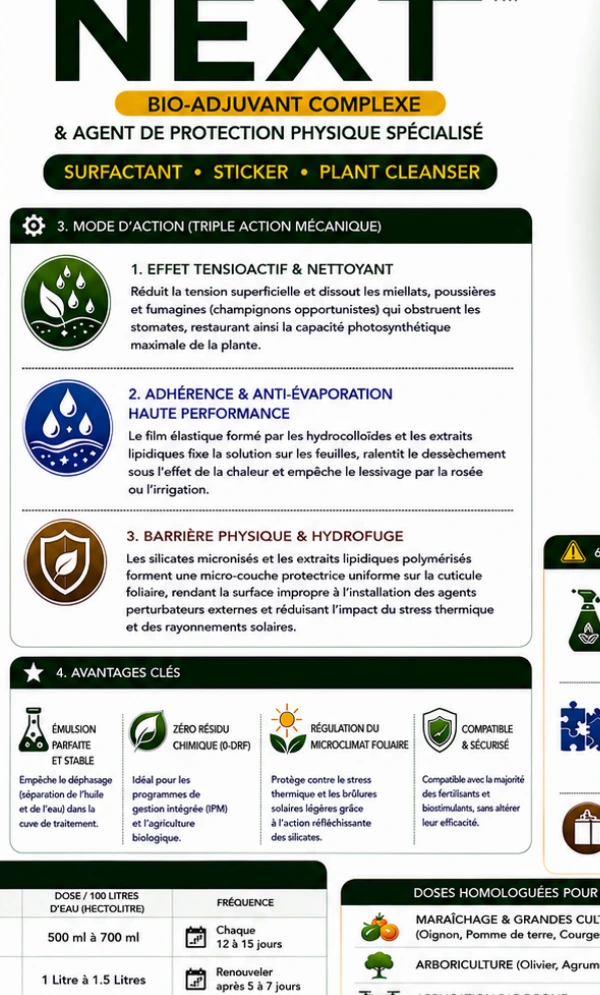 NEXT
BIO-ADJUVANT COMPLEXE
& AGENT DE PROTECTION PHYSIQUE SPÉCIALISÉ
SURFACTANT • STICKER • PLANT CLEANSER
3. MODE D'ACTION (TRIPLE ACTION MÉCANIQUE)
1. EFFET TENSIOACTIF & NETTOYANT
Réduit la tension superficielle et dissout les miellats, poussières
et fumagines (champignons opportunistes) qui obstruent les
stomates, restaurant ainsi la capacité photosynthétique
maximale de la plante.
2. ADHÉRENCE & ANTI-ÉVAPORATION
HAUTE PERFORMANCE
Le film élastique formé par les hydrocolloïdes et les extraits
lipidiques fixe la solution sur les feuilles, ralentit le dessèchement
sous l'effet de la chaleur et empêche le lessivage par la rosée
ou l'irrigation.
3. BARRIÈRE PHYSIQUE & HYDROFUGE
Les silicates micronisés et les extraits lipidiques polymérisés
forment une micro-couche protectrice uniforme sur la cuticule
foliaire, rendant la surface impropre à l'installation des agents
perturbateurs externes et réduisant l'impact du stress thermique
et des rayonnements solaires.
4. AVANTAGES CLÉS
ÉMULSION
PARFAITE
ET STABLE
Empêche le déphasage
(séparation de l'huile
et de l'eau) dans la
cuve de traitement.
ZÉRO RÉSIDU
CHIMIQUE (0-DRF)
Idéal pour les
programmes de
gestion intégrée (IPM)
et l'agriculture
biologique.
RÉGULATION DU
MICROCLIMAT FOLIAIRE
Protège contre le stress
thermique et les brûlures
solaires légères grâce
à l'action réfléchissante
des silicates.
COMPATIBLE
& SÉCURISÉ
Compatible avec la majorité
des fertilisants et
biostimulants, sans altérer
leur efficacité.
DOSE / 100 LITRES
D'EAU (HECTOLITRE)
FRÉQUENCE
500 ml à 700 ml
Chaque
12 à 15 jours
1 Litre à 1.5 Litres
Renouveler
après 5 à 7 jours
DOSES HOMOLOGUÉES POUR
MARAÎCHAGE & GRANDES
(Oignon, Pomme de terre, Courge
ARBORICULTURE (Olivier,